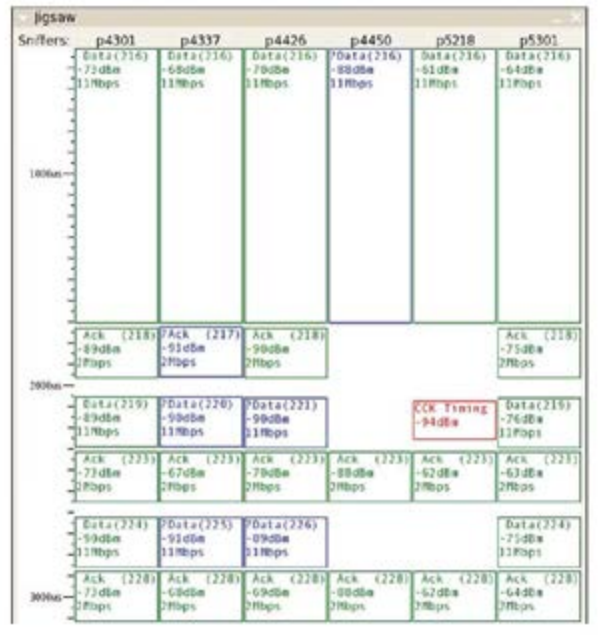 Jigsaw
Sniffers: p4301 p4337 p4426 p4450 p5218 p5301
Data(216) Data(216) Data(216) ?Data(216) Data(216) Data(216)
-73dBm -68dBm -70dBm -88dBm -61dBm -64dBm
11Mbps 11Mbps 11Mbps 11Mbps 11Mbps 11Mbps
1000us
Ack (218) ?Ack (217) Ack (218) Ack (218)
-89dBm -91dBm -90dBm -75dBm
2Mbps 2Mbps 2Mbps 2Mbps
2000us
Data(219) ?Data(220) ?Data(221) CCK Timing Data(219)
-89dBm -90dBm -90dBm -94dBm -76dBm
11Mbps 11Mbps 11Mbps 11Mbps
Ack (223) Ack (223) Ack (223) Ack (223) Ack (223) Ack (223)
-73dBm -67dBm -70dBm -88dBm -62dBm -63dBm
2Mbps 2Mbps 2Mbps 2Mbps 2Mbps 2Mbps
Data(224) ?Data(225) ?Data(226) Data(224)
-90dBm -91dBm -89dBm -75dBm
11Mbps 11Mbps 11Mbps 11Mbps
Ack (228) Ack (228) Ack (228) Ack (228) Ack (228) Ack (228)
3000us
-73dBm -68dBm -69dBm -88dBm -62dBm -64dBm
2Mbps 2Mbps 2Mbps 2Mbps 2Mbps 2Mbps